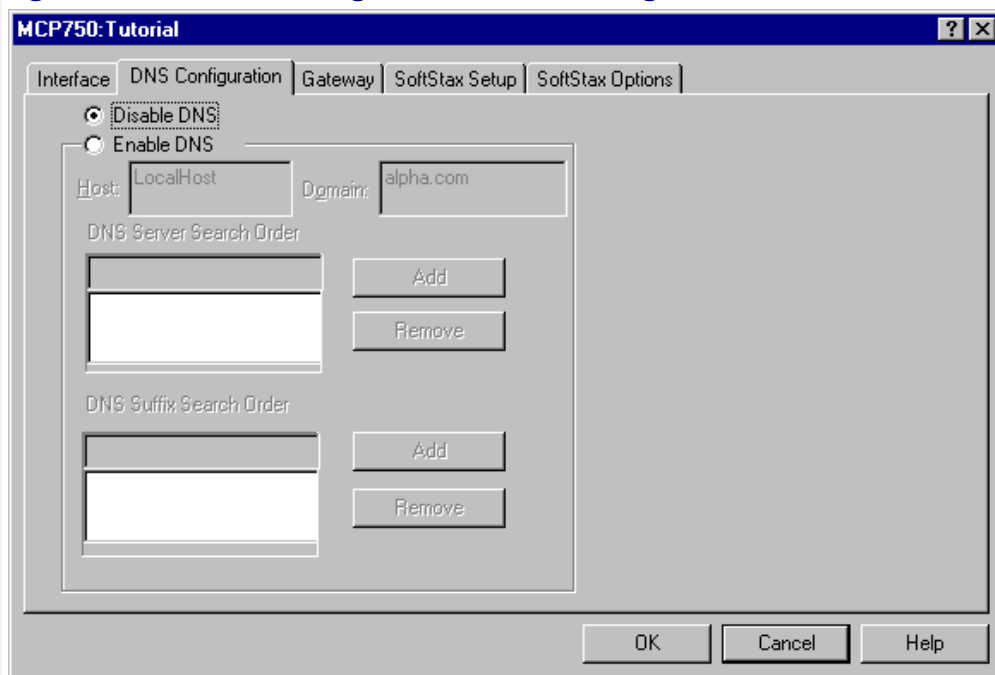 MCP750:Tutorial
Interface DNS Configuration Gateway SoftStax Setup SoftStax Options
Disable DNS
Enable DNS
Host: LocalHost Domain: alpha.com
DNS Server Search Order
Add
Remove
DNS Suffix Search Order
Add
Remove
OK Cancel Help